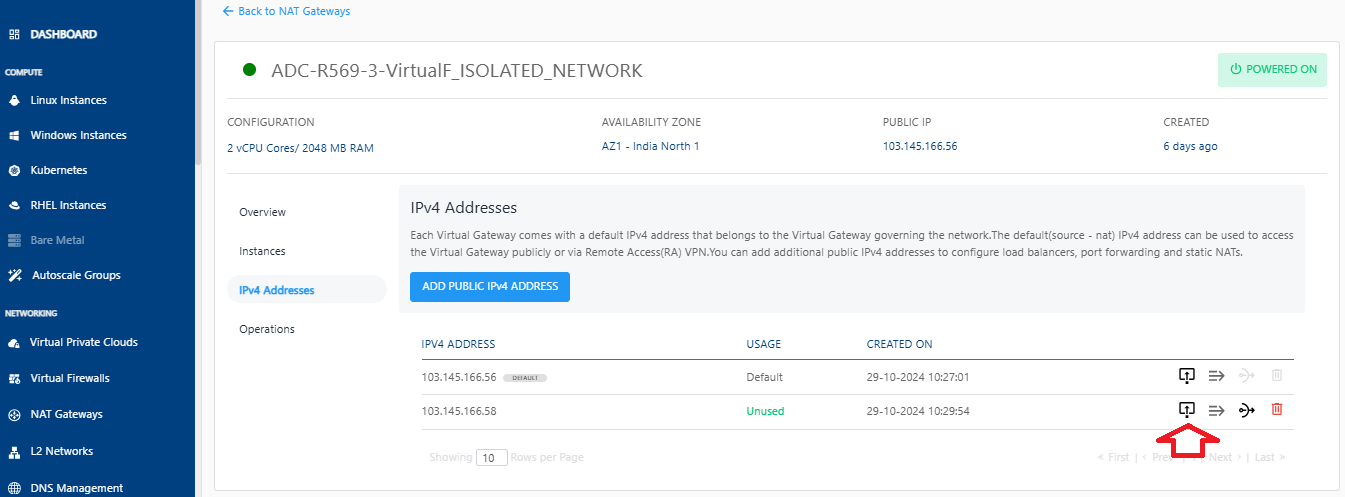 Back to NAT Gateways
DASHBOARD
COMPUTE
Linux Instances
Windows Instances
Kubernetes
RHEL Instances
Bare Metal
Autoscale Groups
NETWORKING
Virtual Private Clouds
Virtual Firewalls
NAT Gateways
L2 Networks
DNS Management
ADC-R569-3-VirtualF_ISOLATED_NETWORK
POWERED ON
CONFIGURATION AVAILABILITY ZONE PUBLIC IP CREATED
2 vCPU Cores/ 2048 MB RAM AZ1 - India North 1 103.145.166.56 6 days ago
Overview
Instances
IPv4 Addresses
Operations
IPv4 Addresses
Each Virtual Gateway comes with a default IPv4 address that belongs to the Virtual Gateway governing the network.The default(source - nat) IPv4 address can be used to access
the Virtual Gateway publicly or via Remote Access(RA) VPN.You can add additional public IPv4 addresses to configure load balancers, port forwarding and static NATs.
ADD PUBLIC IPv4 ADDRESS
IPV4 ADDRESS USAGE CREATED ON
103.145.166.56 DEFAULT Default 29-10-2024 10:27:01
103.145.166.58 Unused 29-10-2024 10:29:54
Showing 10 Rows per Page « First | ‹ Prev | Next › | Last »